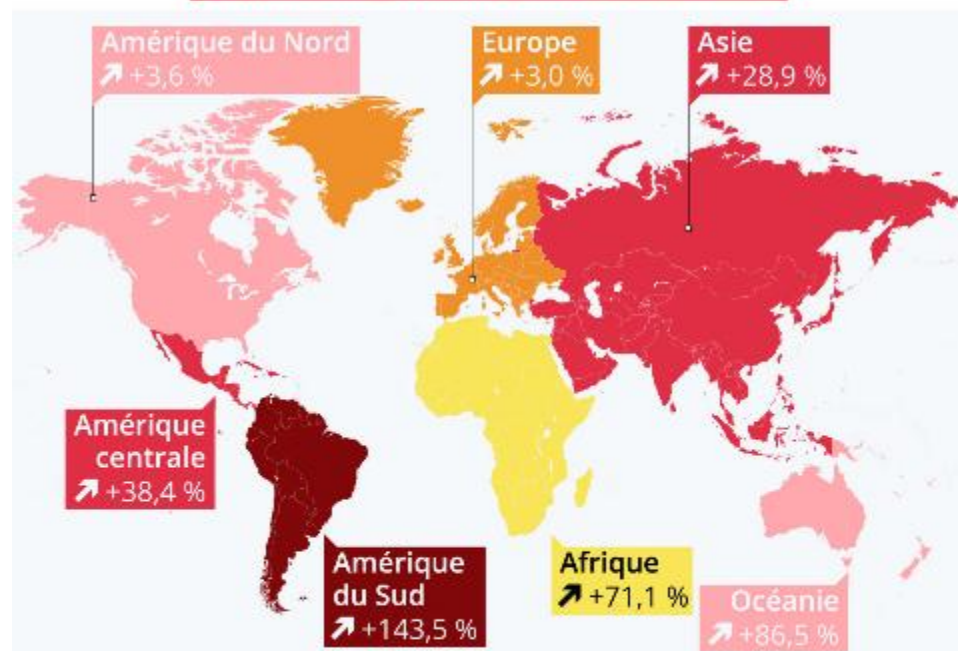 Amérique du Nord
+3,6 %
Europe
+3,0 %
Asie
+28,9 %
Amérique
centrale
+38,4 %
Amérique
du Sud
+143,5 %
Afrique
+71,1 %
Océanie
+86,5 %